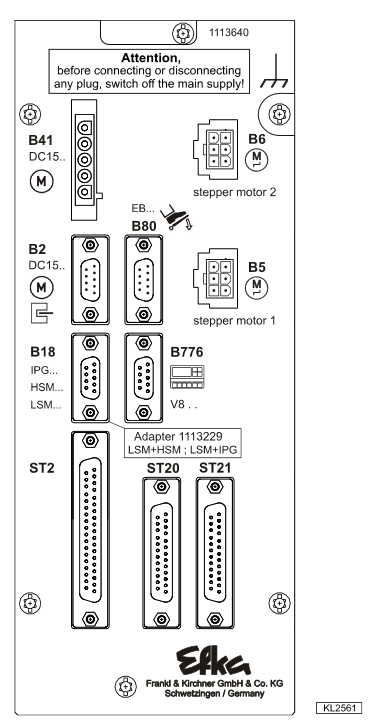 1113640
Attention,
before connecting or disconnecting
any plug, switch off the main supply!
B41
DC15..
M
B6
M
stepper motor 2
EB...
B80
B2
DC15..
M
B5
M
stepper motor 1
B18
IPG...
HSM...
LSM...
B776
V8 . .
Adapter 1113229
LSM+HSM ; LSM+IPG
ST2
ST20
ST21
Efka
Frankl & Kirchner GmbH & Co. KG
Schwetzingen / Germany
KL2561